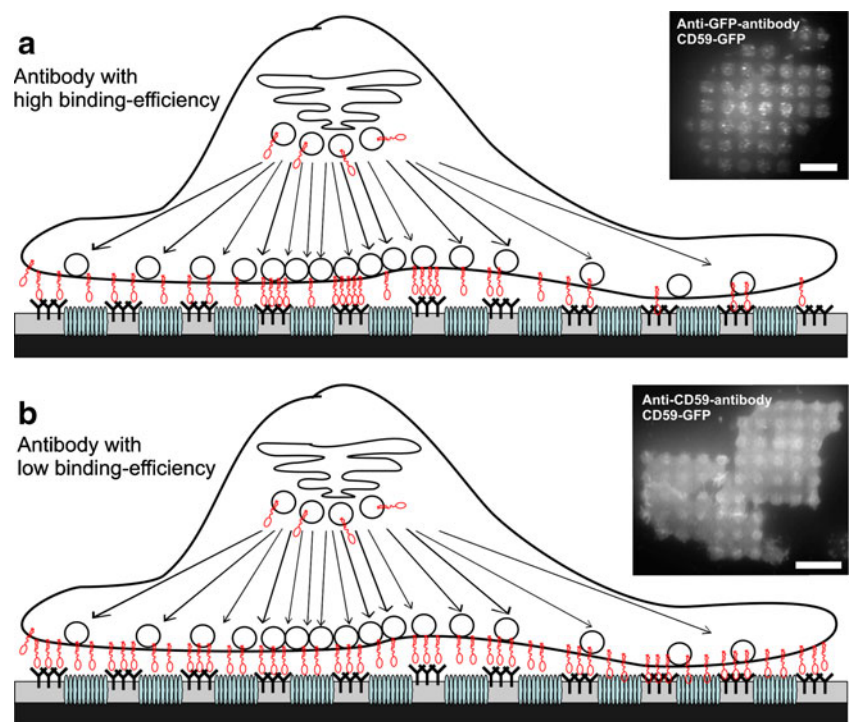 a
Antibody with
high binding-efficiency
Anti-GFP-antibody
CD59-GFP
b
Antibody with
low binding-efficiency
Anti-CD59-antibody
CD59-GFP